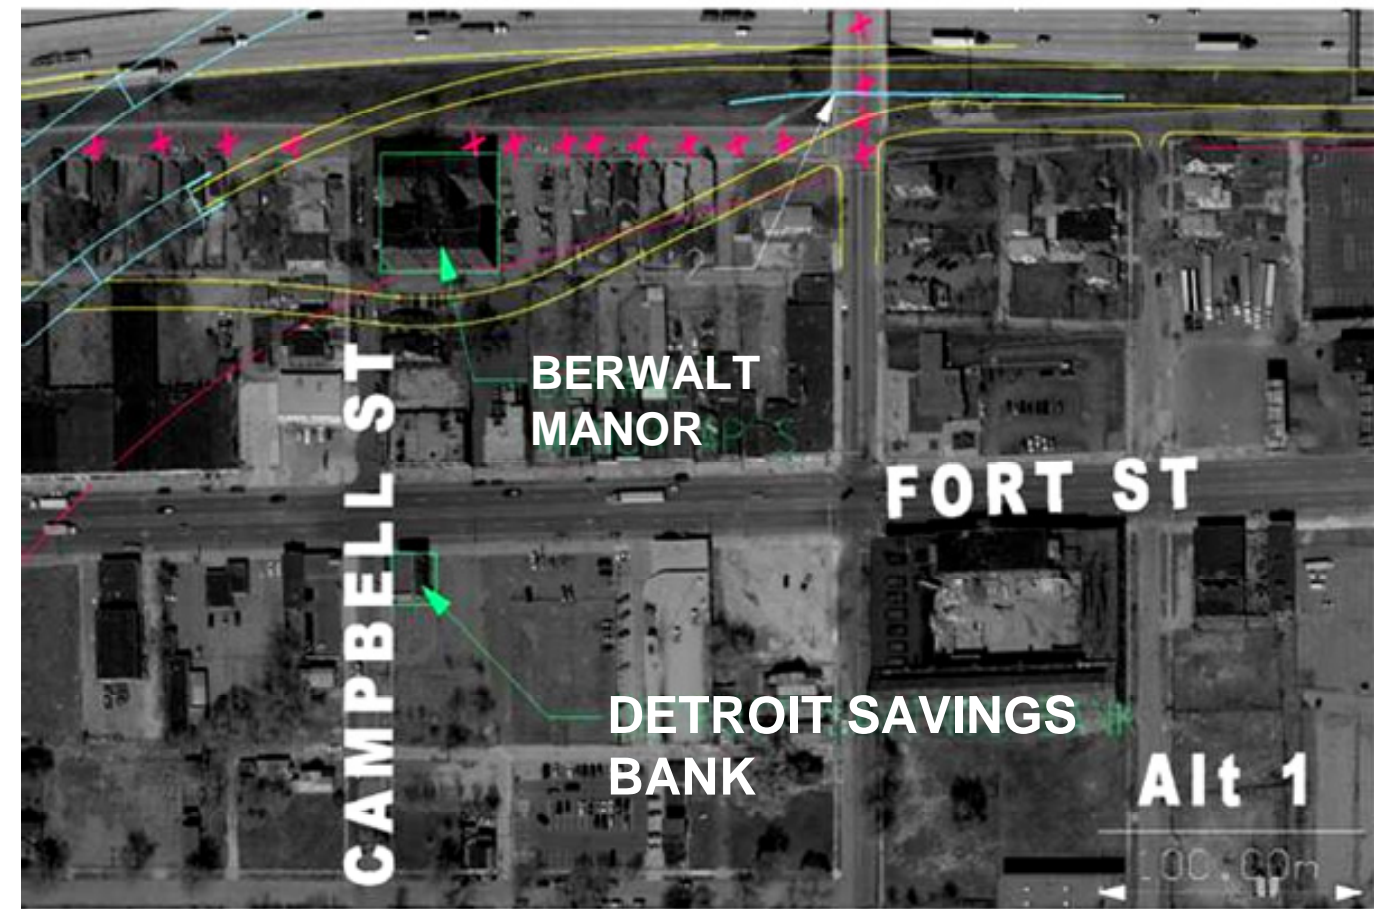 BERWALT
MANOR
FORT ST
CAMPBELL ST
DETROIT SAVINGS
BANK
Alt 1
100.00m